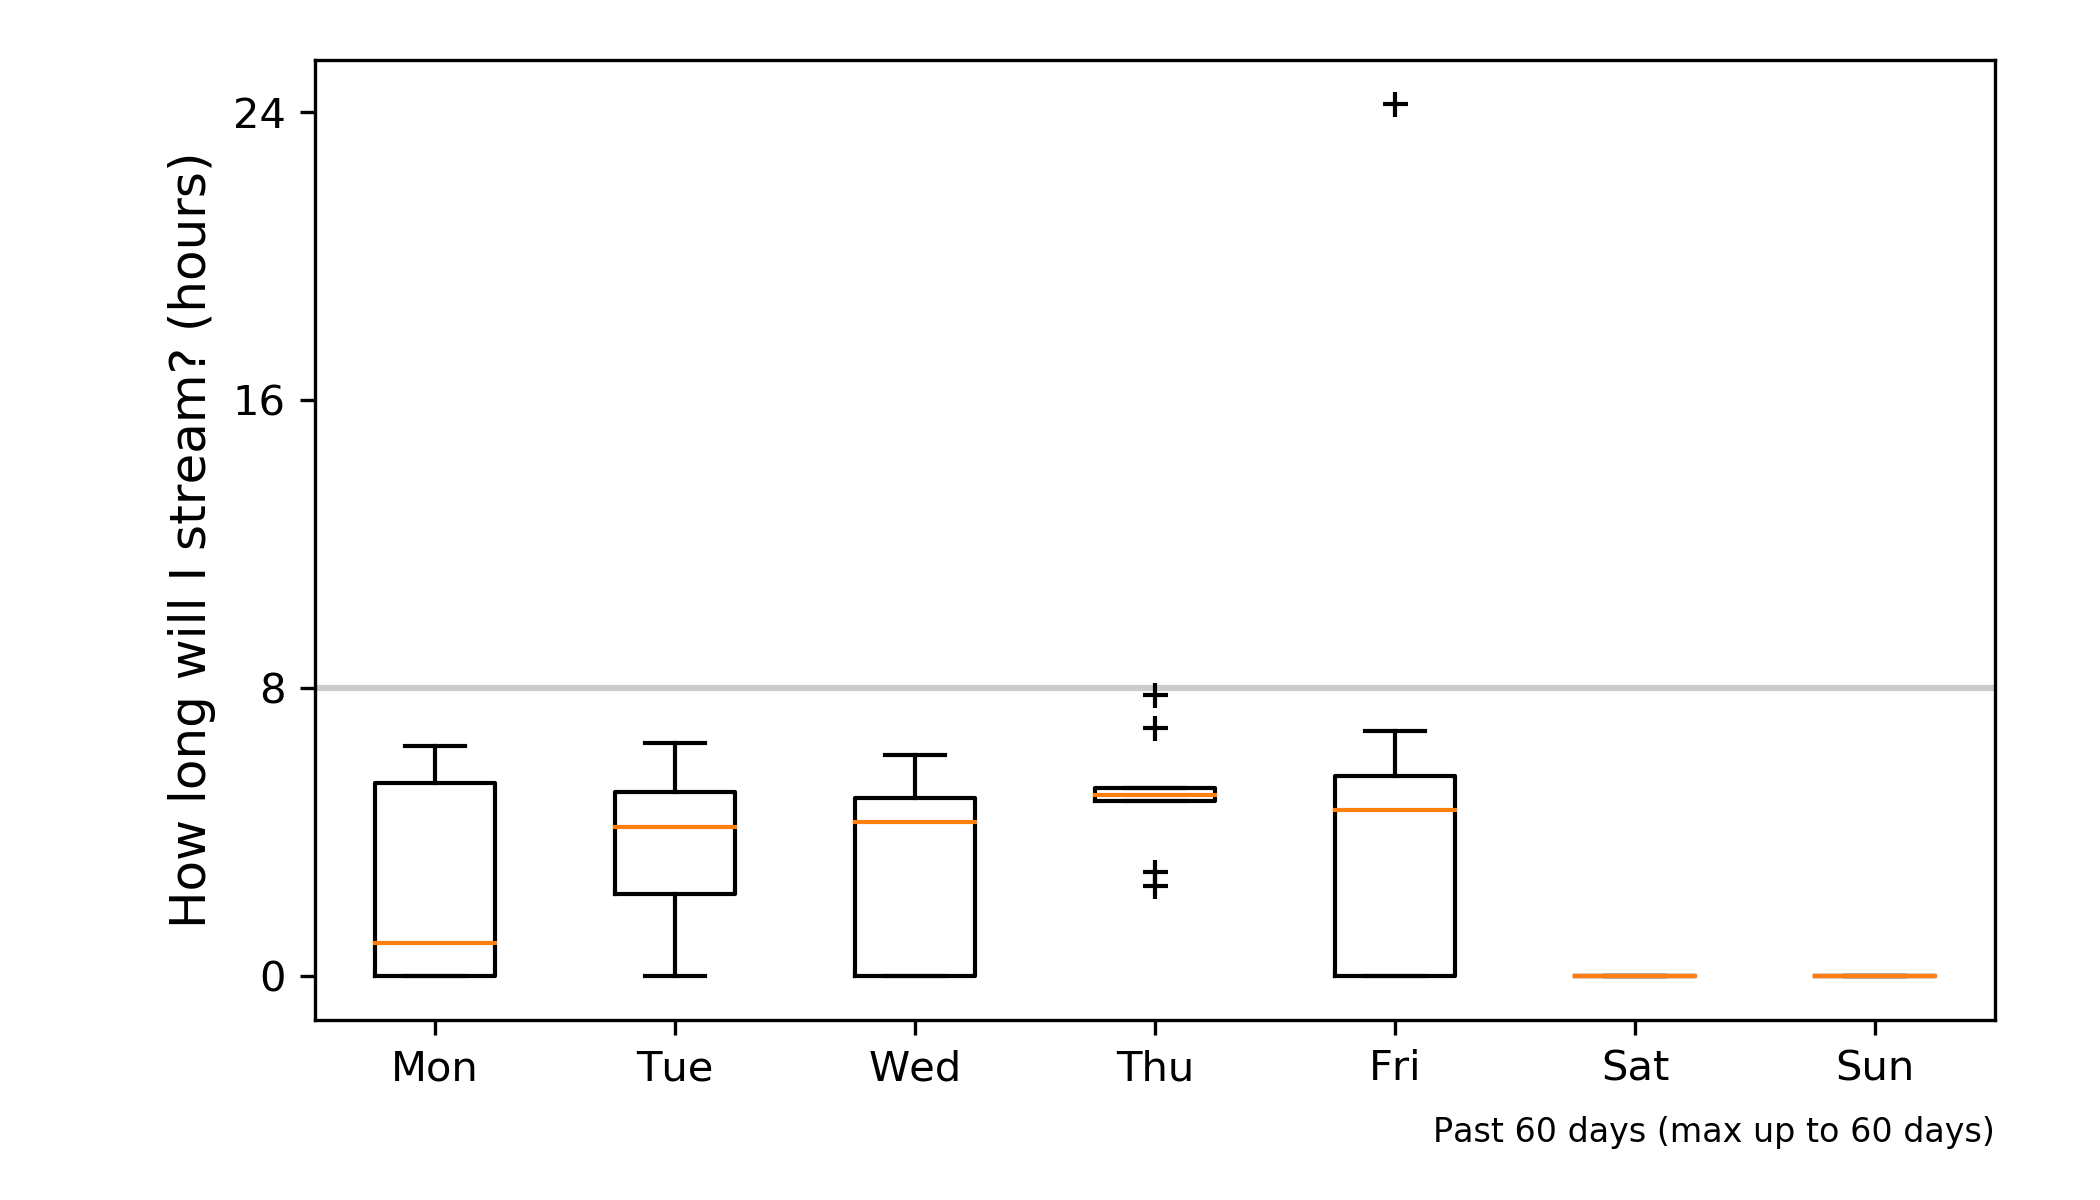 How long will I stream? (hours)
24
16
8
0
Mon Tue Wed Thu Fri Sat Sun
Past 60 days (max up to 60 days)